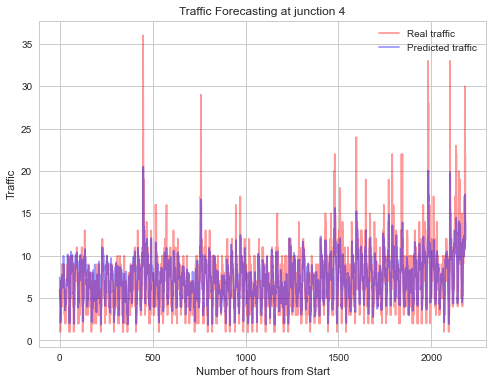 Traffic Forecasting at junction 4
Real traffic
Predicted traffic
35
30
25
20
15
10
5
0
Traffic
0 500 1000 1500 2000
Number of hours from Start